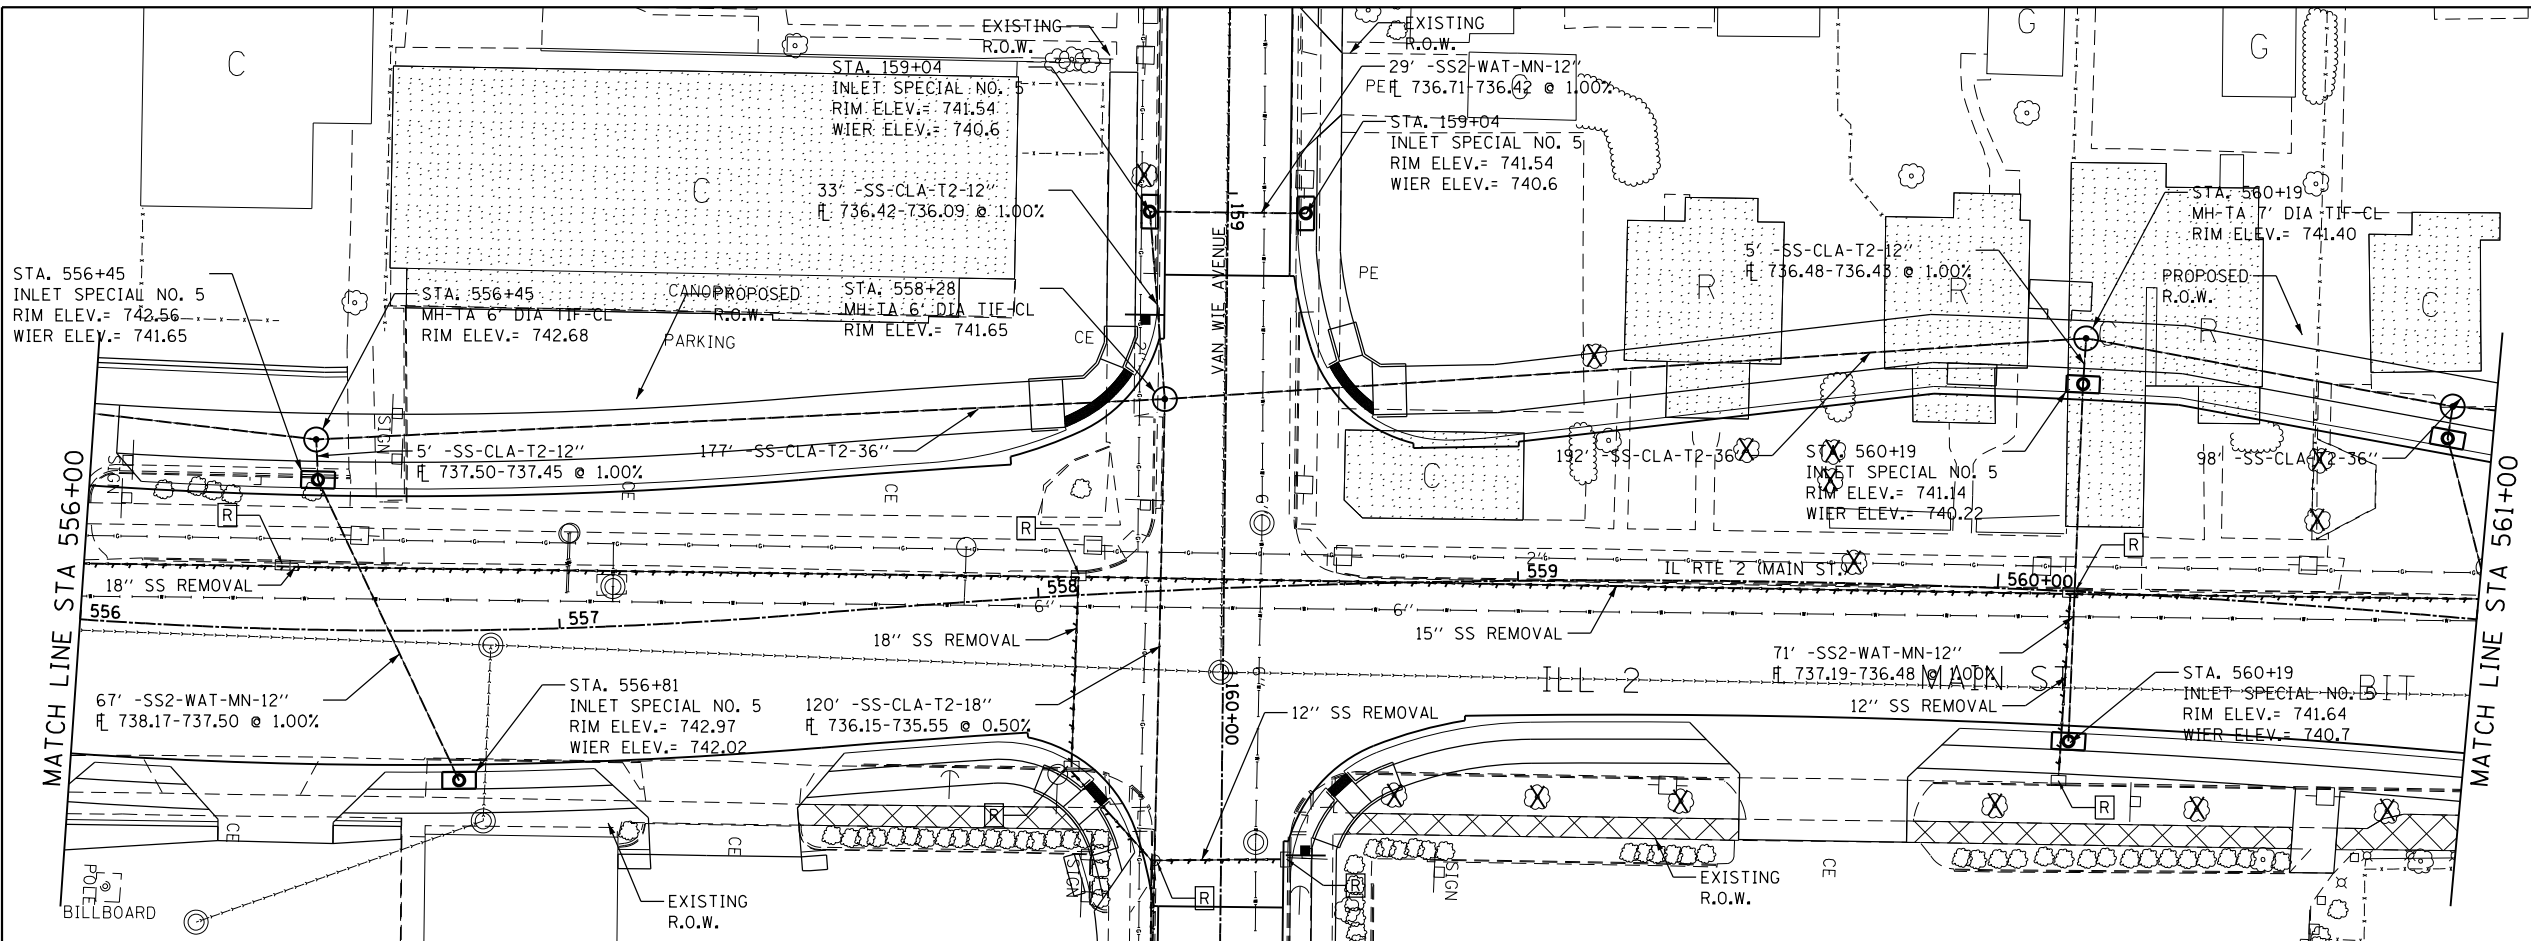 EXISTING
R.O.W.
EXISTING
R.O.W.
C
G
G
STA. 159+04
INLET SPECIAL NO. 5
RIM ELEV.= 741.54
WIER ELEV.= 740.6
29' -SS2-WAT-MN-12''
℄ 736.71-736.42 @ 1.00%
PE
G
STA. 159+04
INLET SPECIAL NO. 5
RIM ELEV.= 741.54
WIER ELEV.= 740.6
C
33' -SS-CLA-T2-12''
℄ 736.42-736.09 @ 1.00%
159
VAN WIE AVENUE
STA. 560+19
MH-TA 7' DIA TIF-CL
RIM ELEV.= 741.40
5' -SS-CLA-T2-12''
℄ 736.48-736.43 @ 1.00%
PE
STA. 556+45
INLET SPECIAL NO. 5
RIM ELEV.= 742.56
WIER ELEV.= 741.65
STA. 556+45
MH-TA 6' DIA TIF-CL
RIM ELEV.= 742.68
CANOPY
PROPOSED
R.O.W.
STA. 558+28
MH-TA 6' DIA TIF-CL
RIM ELEV.= 741.65
PARKING
CE
R
R
C
R
C
PROPOSED
R.O.W.
SIGN
SIGN
5' -SS-CLA-T2-12''
℄ 737.50-737.45 @ 1.00%
177' -SS-CLA-T2-36''
192' -SS-CLA-T2-36''
C
STA. 560+19
INLET SPECIAL NO. 5
RIM ELEV.= 741.14
WIER ELEV.= 740.22
98' -SS-CLA-T2-36''
CE
CE
6''
R
R
R
MATCH LINE STA 556+00
MATCH LINE STA 561+00
18'' SS REMOVAL
556
557
558
559
560+00
2''
6''
6''
IL RTE 2 (MAIN ST.)
18'' SS REMOVAL
15'' SS REMOVAL
6''
160+00
ILL 2
MAIN ST
BIT
71' -SS2-WAT-MN-12''
℄ 737.19-736.48 @ 1.00%
12'' SS REMOVAL
67' -SS2-WAT-MN-12''
℄ 738.17-737.50 @ 1.00%
STA. 556+81
INLET SPECIAL NO. 5
RIM ELEV.= 742.97
WIER ELEV.= 742.02
120' -SS-CLA-T2-18''
℄ 736.15-735.55 @ 0.50%
12'' SS REMOVAL
STA. 560+19
INLET SPECIAL NO. 5
RIM ELEV.= 741.64
WIER ELEV.= 740.7
R
R
R
R
CE
CE
CE
SIGN
SIGN
POLE
BILLBOARD
EXISTING
R.O.W.
EXISTING
R.O.W.